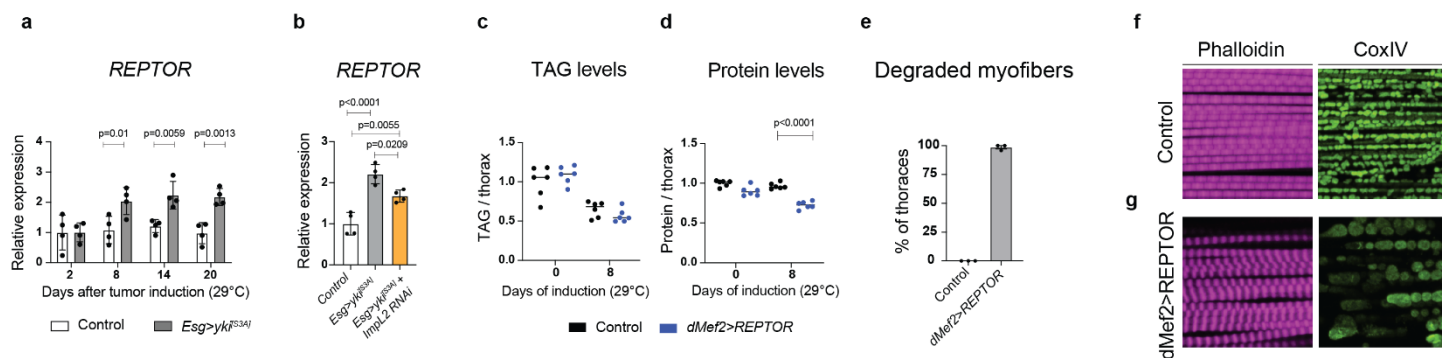 a
REPTOR
Relative expression
4
3
2
1
0
p=0.01
p=0.0059
p=0.0013
2
8
14
20
Days after tumor induction (29°C)
Control
Esg>yki[S3A]
b
REPTOR
Relative expression
3
2
1
0
p<0.0001
p=0.0055
p=0.0209
Control
Esg>yki[S3A]
Esg>yki[S3A] +
ImpL2 RNAi
c
TAG levels
TAG / thorax
1.5
1.0
0.5
0
0
8
Days of induction (29°C)
d
Protein levels
Protein / thorax
1.5
1.0
0.5
0
<0.0001
0
8
Days of induction (29°C)
Control
dMef2>REPTOR
e
Degraded myofibers
% of thoraces
100
75
50
25
0
Control
dMef2>REPTOR
f
Phalloidin
CoxIV
Control
g
dMef2>REPTOR